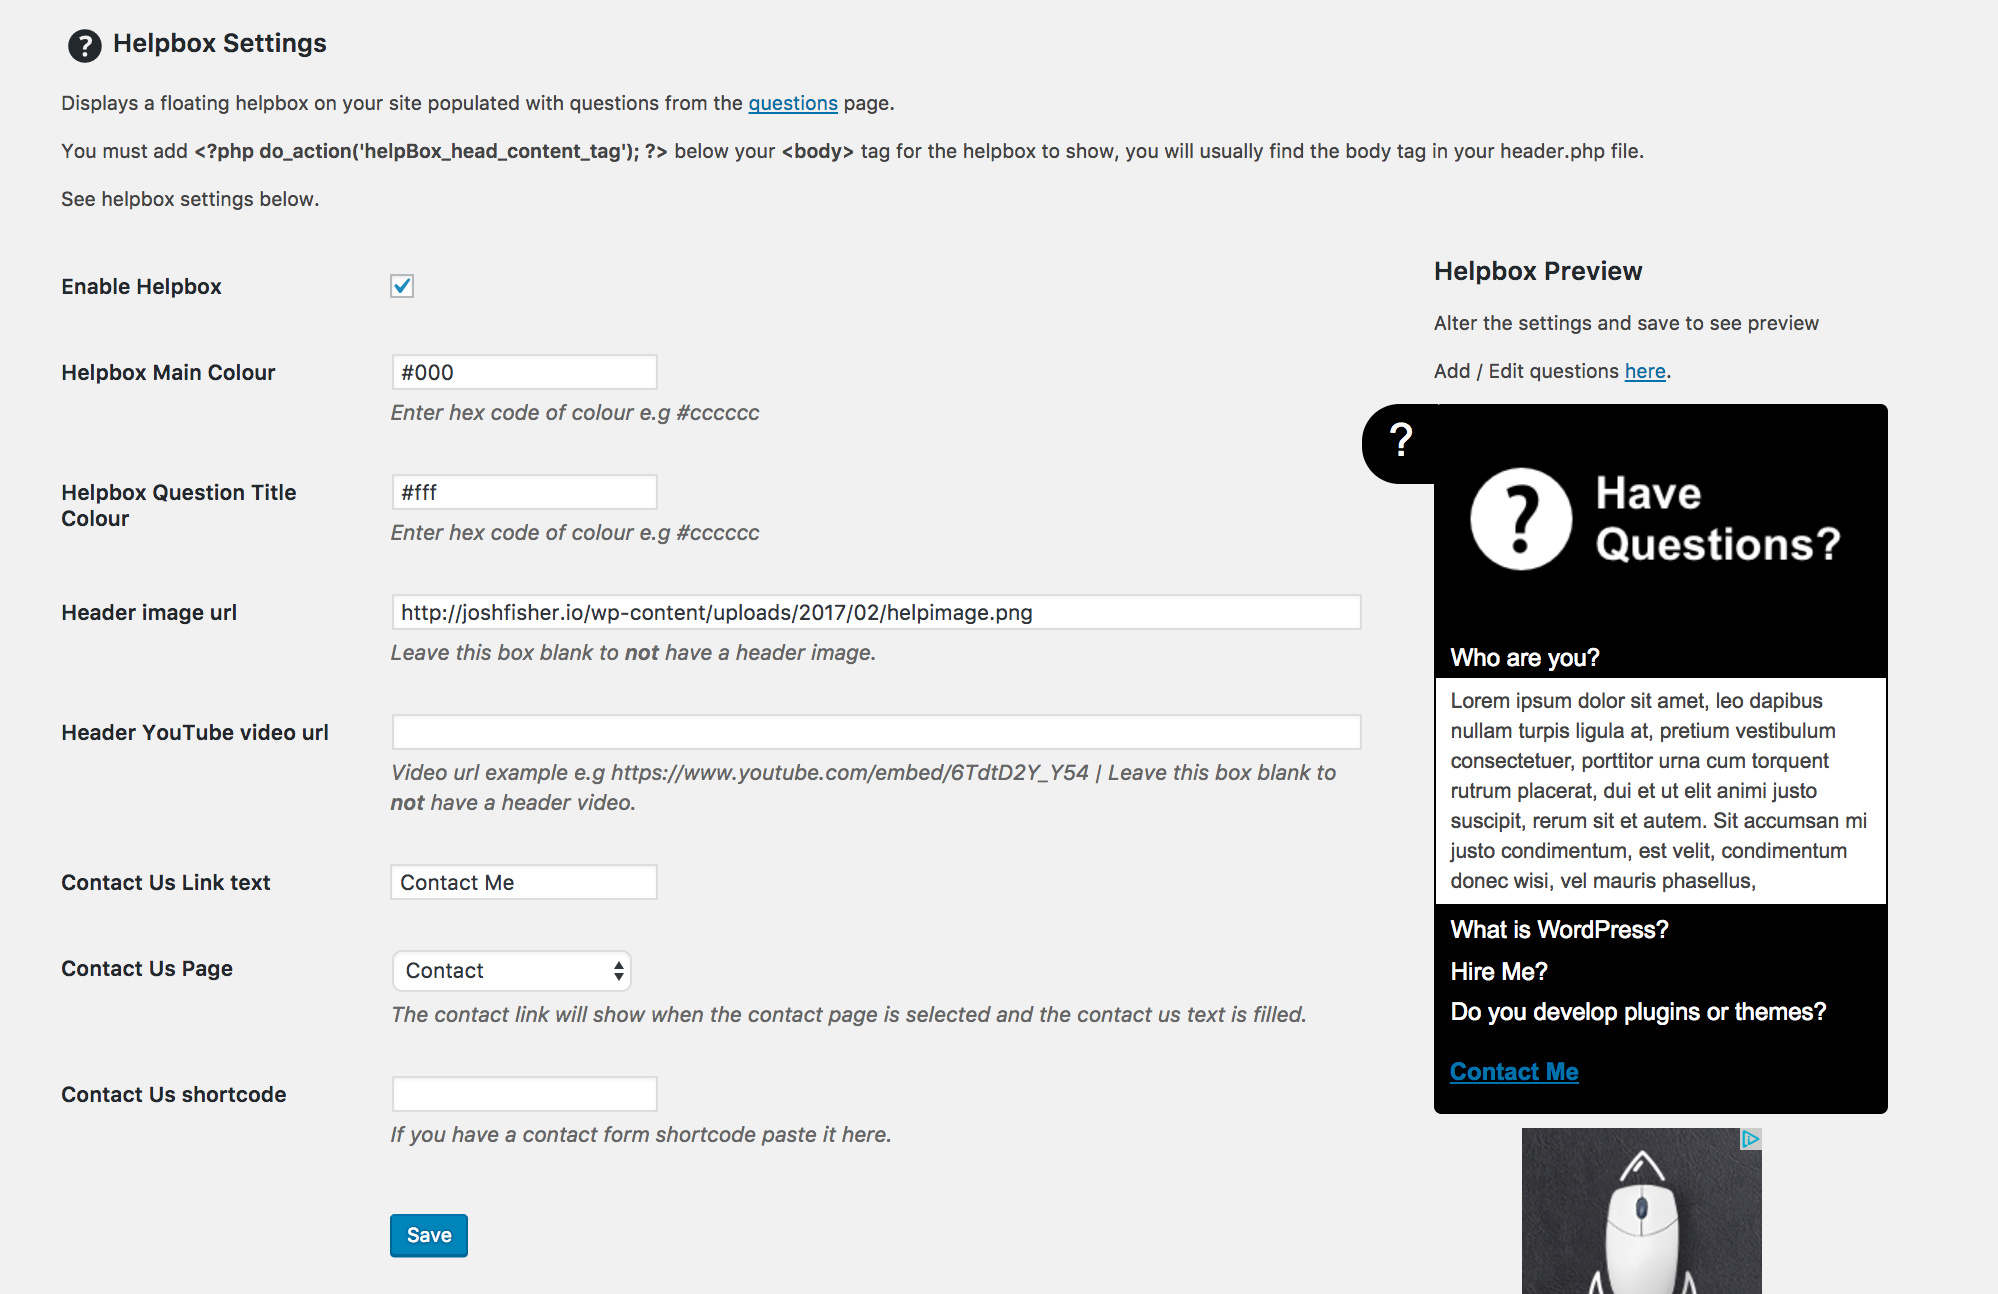 ? Helpbox Settings
Displays a floating helpbox on your site populated with questions from the questions page.
You must add <?php do_action('helpBox_head_content_tag'); ?> below your <body> tag for the helpbox to show, you will usually find the body tag in your header.php file.
See helpbox settings below.
Enable Helpbox
Helpbox Main Colour
#000
Enter hex code of colour e.g #cccccc
Helpbox Question Title
Colour
#fff
Enter hex code of colour e.g #cccccc
Header image url
http://joshfisher.io/wp-content/uploads/2017/02/helpimage.png
Leave this box blank to not have a header image.
Header YouTube video url
Video url example e.g https://www.youtube.com/embed/6TdtD2Y_Y54 | Leave this box blank to
not have a header video.
Contact Us Link text
Contact Me
Contact Us Page
Contact
The contact link will show when the contact page is selected and the contact us text is filled.
Contact Us shortcode
If you have a contact form shortcode paste it here.
Save
Helpbox Preview
Alter the settings and save to see preview
Add / Edit questions here.
?
? Have
Questions?
Who are you?
Lorem ipsum dolor sit amet, leo dapibus
nullam turpis ligula at, pretium vestibulum
consectetuer, porttitor urna cum torquent
rutrum placerat, dui et ut elit animi justo
suscipit, rerum sit et autem. Sit accumsan mi
justo condimentum, est velit, condimentum
donec wisi, vel mauris phasellus,
What is WordPress?
Hire Me?
Do you develop plugins or themes?
Contact Me